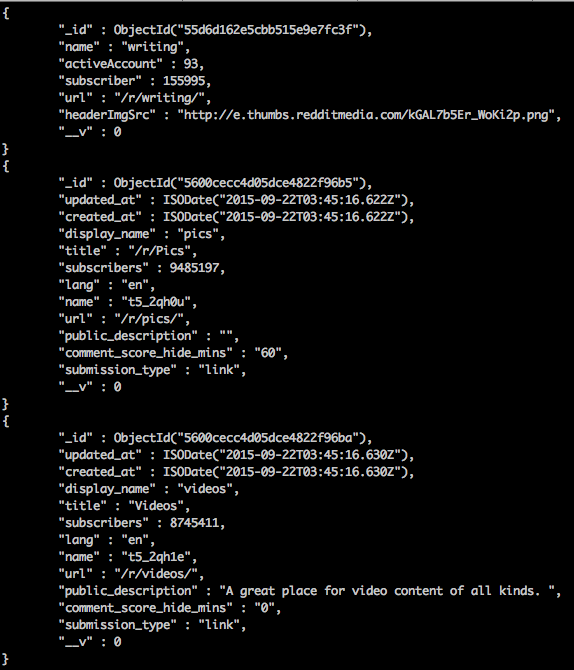 {
"_id" : ObjectId("55d6d162e5cbb515e9e7fc3f"),
"name" : "writing",
"activeAccount" : 93,
"subscriber" : 155995,
"url" : "/r/writing/",
"headerImgSrc" : "http://e.thumbs.redditmedia.com/kGAL7b5Er_WoKi2p.png",
"__v" : 0
}
{
"_id" : ObjectId("5600cecc4d05dce4822f96b5"),
"updated_at" : ISODate("2015-09-22T03:45:16.622Z"),
"created_at" : ISODate("2015-09-22T03:45:16.622Z"),
"display_name" : "pics",
"title" : "/r/Pics",
"subscribers" : 9485197,
"lang" : "en",
"name" : "t5_2qh0u",
"url" : "/r/pics/",
"public_description" : "",
"comment_score_hide_mins" : "60",
"submission_type" : "link",
"__v" : 0
}
{
"_id" : ObjectId("5600cecc4d05dce4822f96ba"),
"updated_at" : ISODate("2015-09-22T03:45:16.630Z"),
"created_at" : ISODate("2015-09-22T03:45:16.630Z"),
"display_name" : "videos",
"title" : "Videos",
"subscribers" : 8745411,
"lang" : "en",
"name" : "t5_2qh1e",
"url" : "/r/videos/",
"public_description" : "A great place for video content of all kinds. ",
"comment_score_hide_mins" : "0",
"submission_type" : "link",
"__v" : 0
}